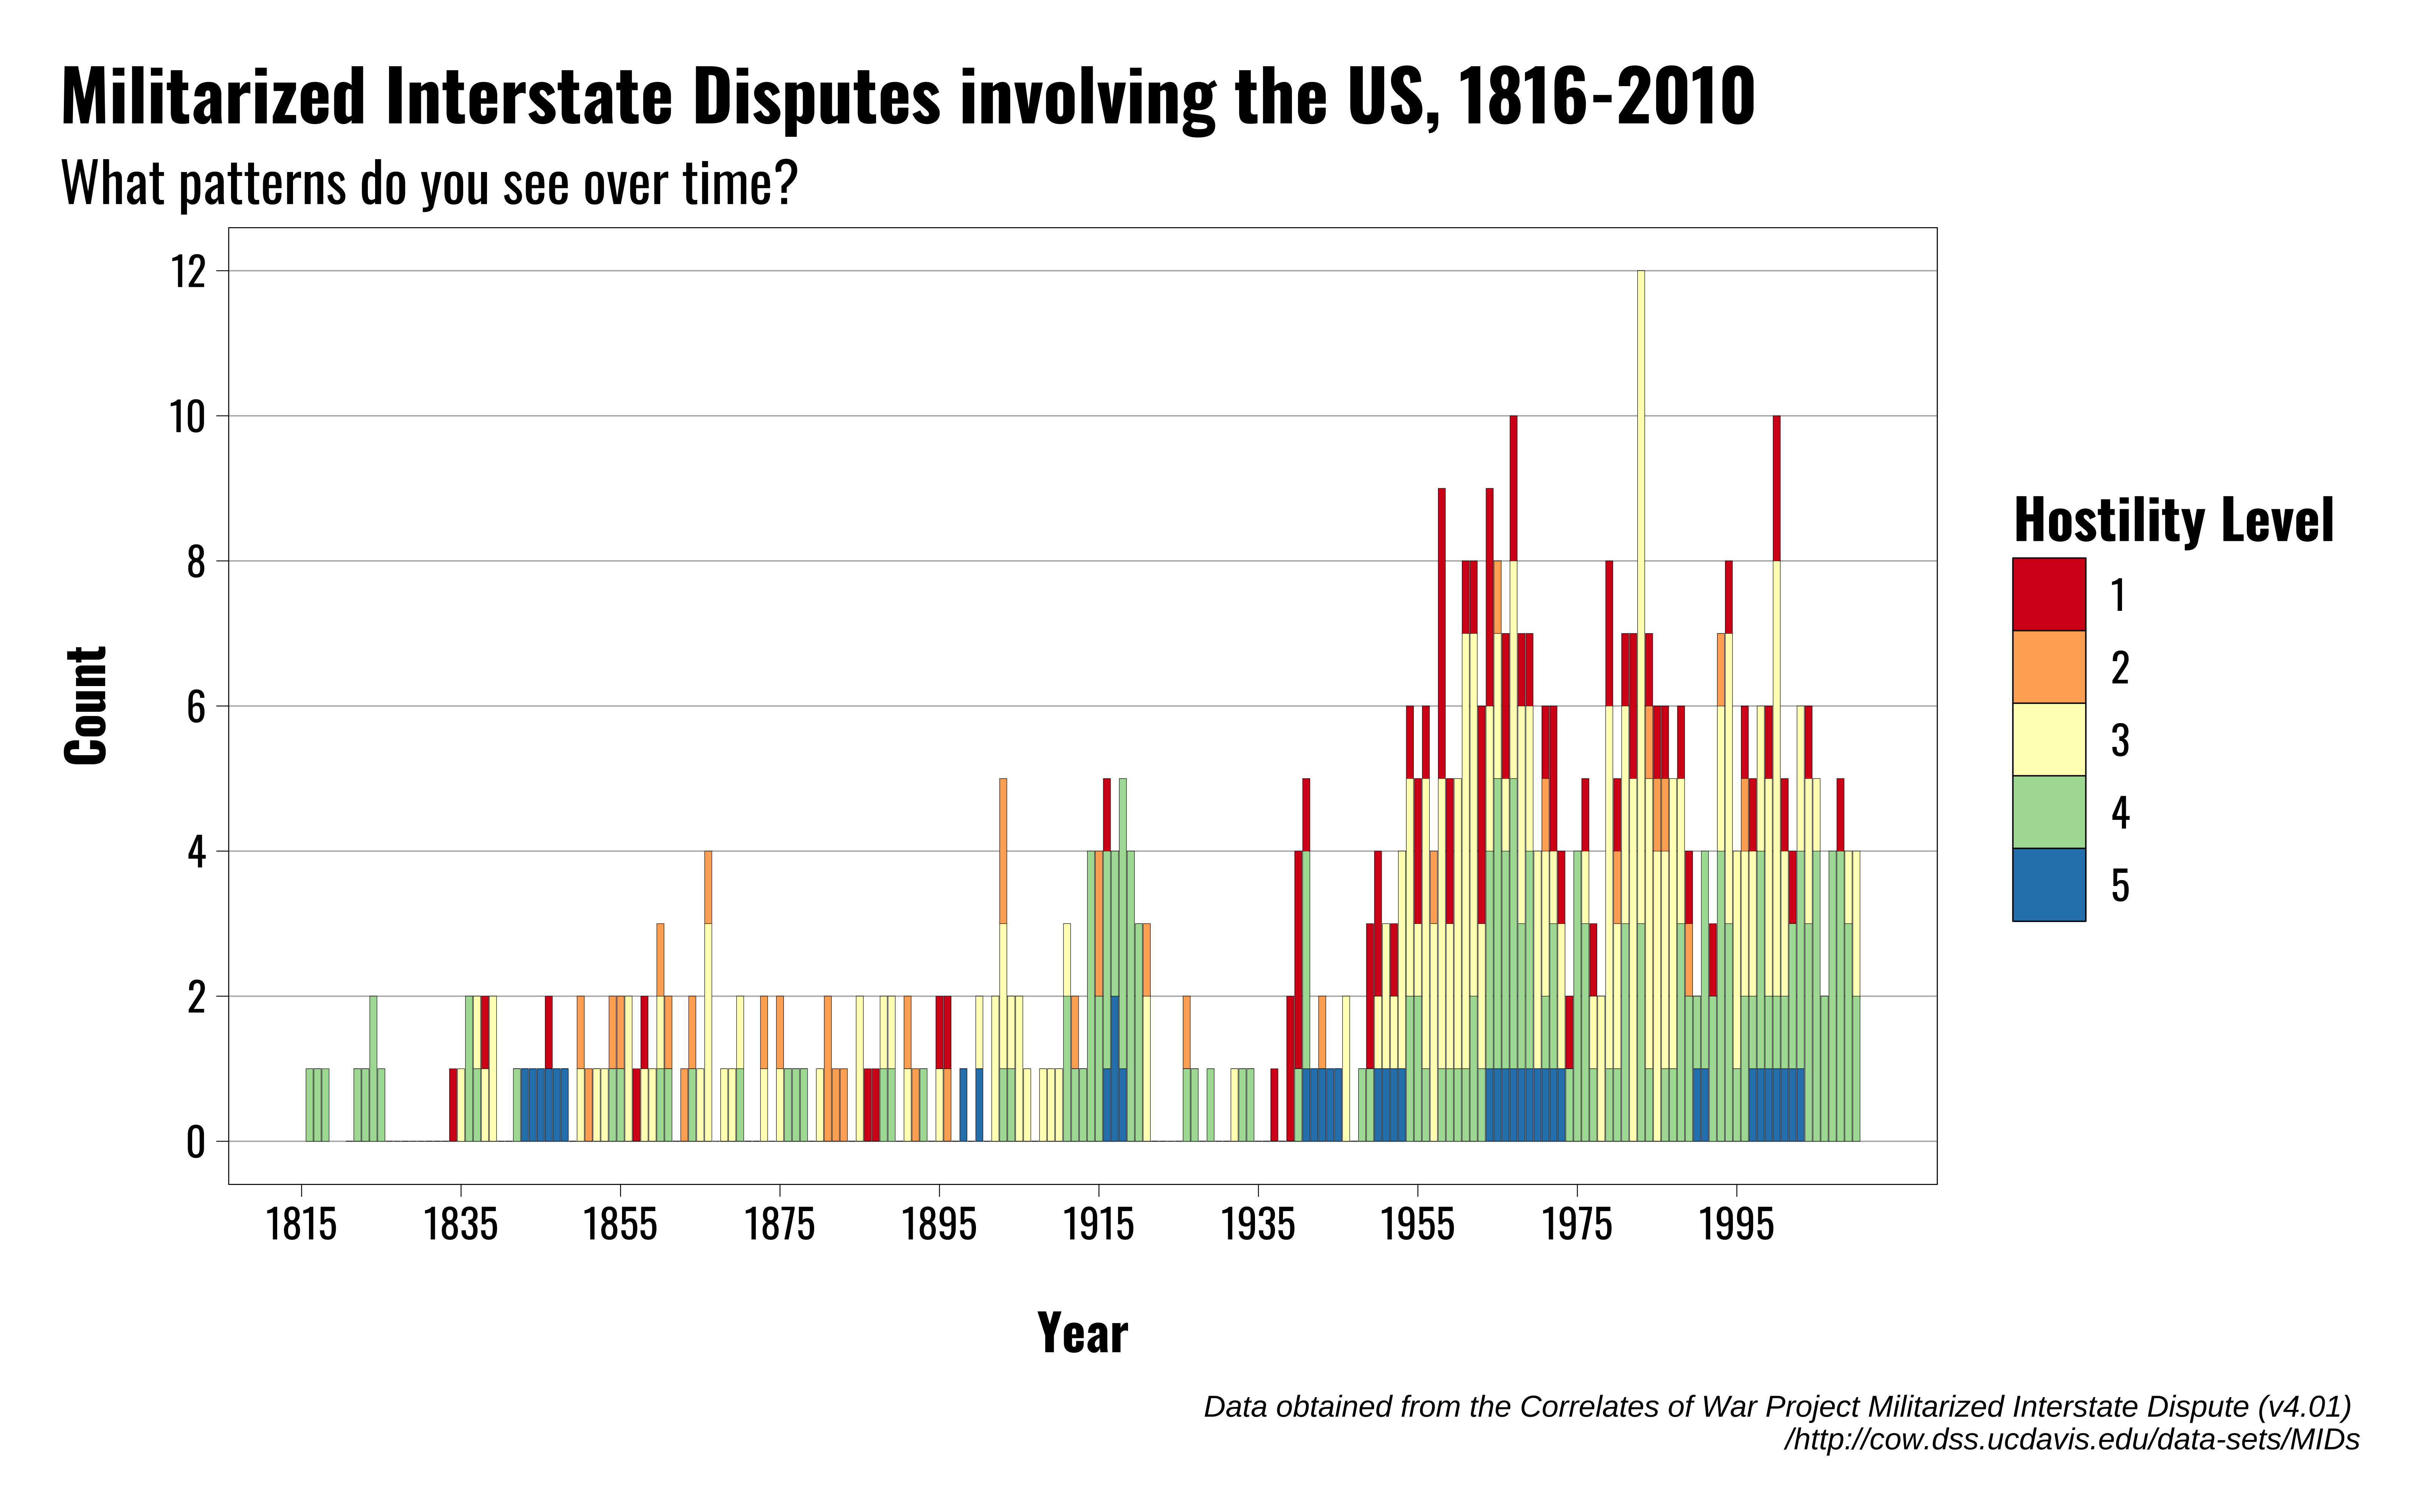 Militarized Interstate Disputes involving the US, 1816-2010
What patterns do you see over time?
12
10
8
6
4
2
0
Count
1815 1835 1855 1875 1895 1915 1935 1955 1975 1995
Year
Hostility Level
1
2
3
4
5
Data obtained from the Correlates of War Project Militarized Interstate Dispute (v4.01)
/http://cow.dss.ucdavis.edu/data-sets/MIDs